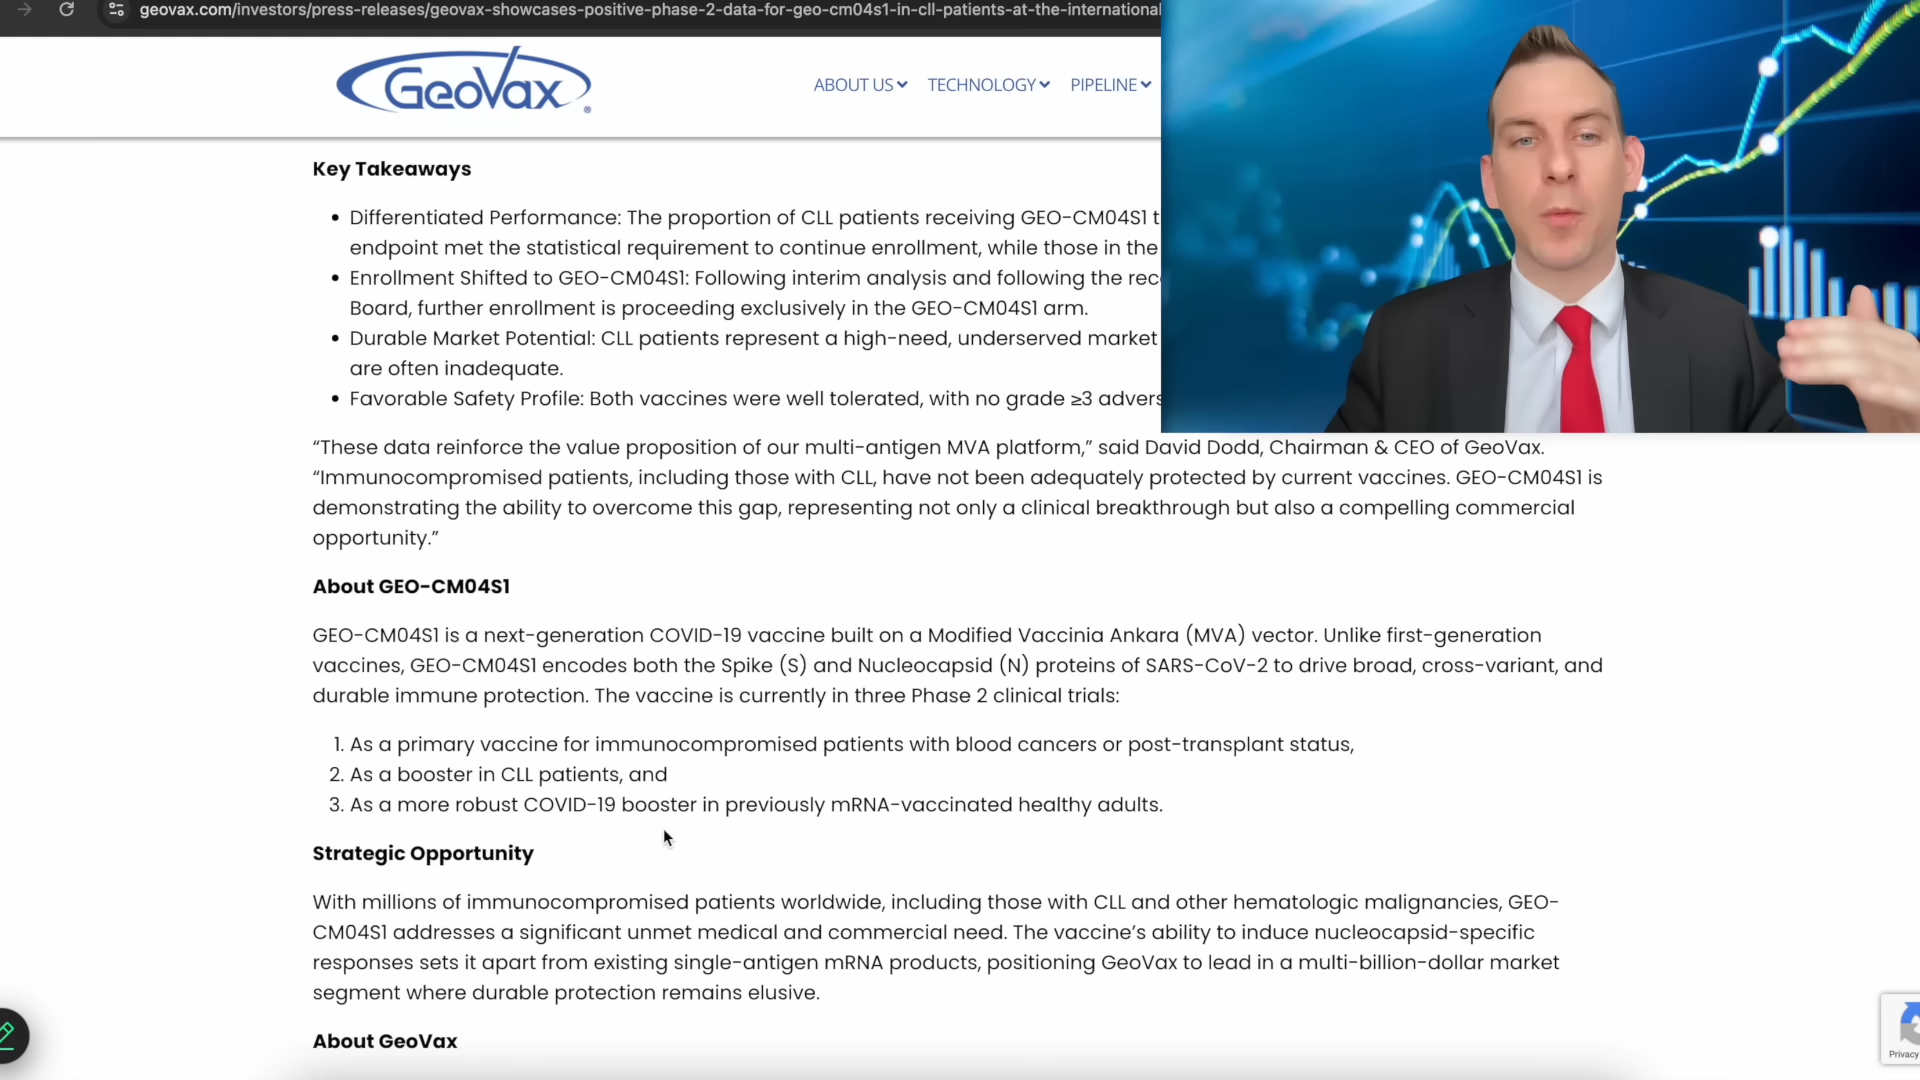 geovax.com/investors/press-releases/geovax-showcases-positive-phase-2-data-for-geo-cm04s1-in-cll-patients-at-the-international
GeoVax®
ABOUT US TECHNOLOGY PIPELINE
Key Takeaways
• Differentiated Performance: The proportion of CLL patients receiving GEO-CM04S1 t
endpoint met the statistical requirement to continue enrollment, while those in the
• Enrollment Shifted to GEO-CM04S1: Following interim analysis and following the rec
Board, further enrollment is proceeding exclusively in the GEO-CM04S1 arm.
• Durable Market Potential: CLL patients represent a high-need, underserved market
are often inadequate.
• Favorable Safety Profile: Both vaccines were well tolerated, with no grade ≥3 advers
“These data reinforce the value proposition of our multi-antigen MVA platform,” said David Dodd, Chairman & CEO of GeoVax.
“Immunocompromised patients, including those with CLL, have not been adequately protected by current vaccines. GEO-CM04S1 is
demonstrating the ability to overcome this gap, representing not only a clinical breakthrough but also a compelling commercial
opportunity.”
About GEO-CM04S1
GEO-CM04S1 is a next-generation COVID-19 vaccine built on a Modified Vaccinia Ankara (MVA) vector. Unlike first-generation
vaccines, GEO-CM04S1 encodes both the Spike (S) and Nucleocapsid (N) proteins of SARS-CoV-2 to drive broad, cross-variant, and
durable immune protection. The vaccine is currently in three Phase 2 clinical trials:
1. As a primary vaccine for immunocompromised patients with blood cancers or post-transplant status,
2. As a booster in CLL patients, and
3. As a more robust COVID-19 booster in previously mRNA-vaccinated healthy adults.
Strategic Opportunity
With millions of immunocompromised patients worldwide, including those with CLL and other hematologic malignancies, GEO-
CM04S1 addresses a significant unmet medical and commercial need. The vaccine’s ability to induce nucleocapsid-specific
responses sets it apart from existing single-antigen mRNA products, positioning GeoVax to lead in a multi-billion-dollar market
segment where durable protection remains elusive.
About GeoVax
Privacy